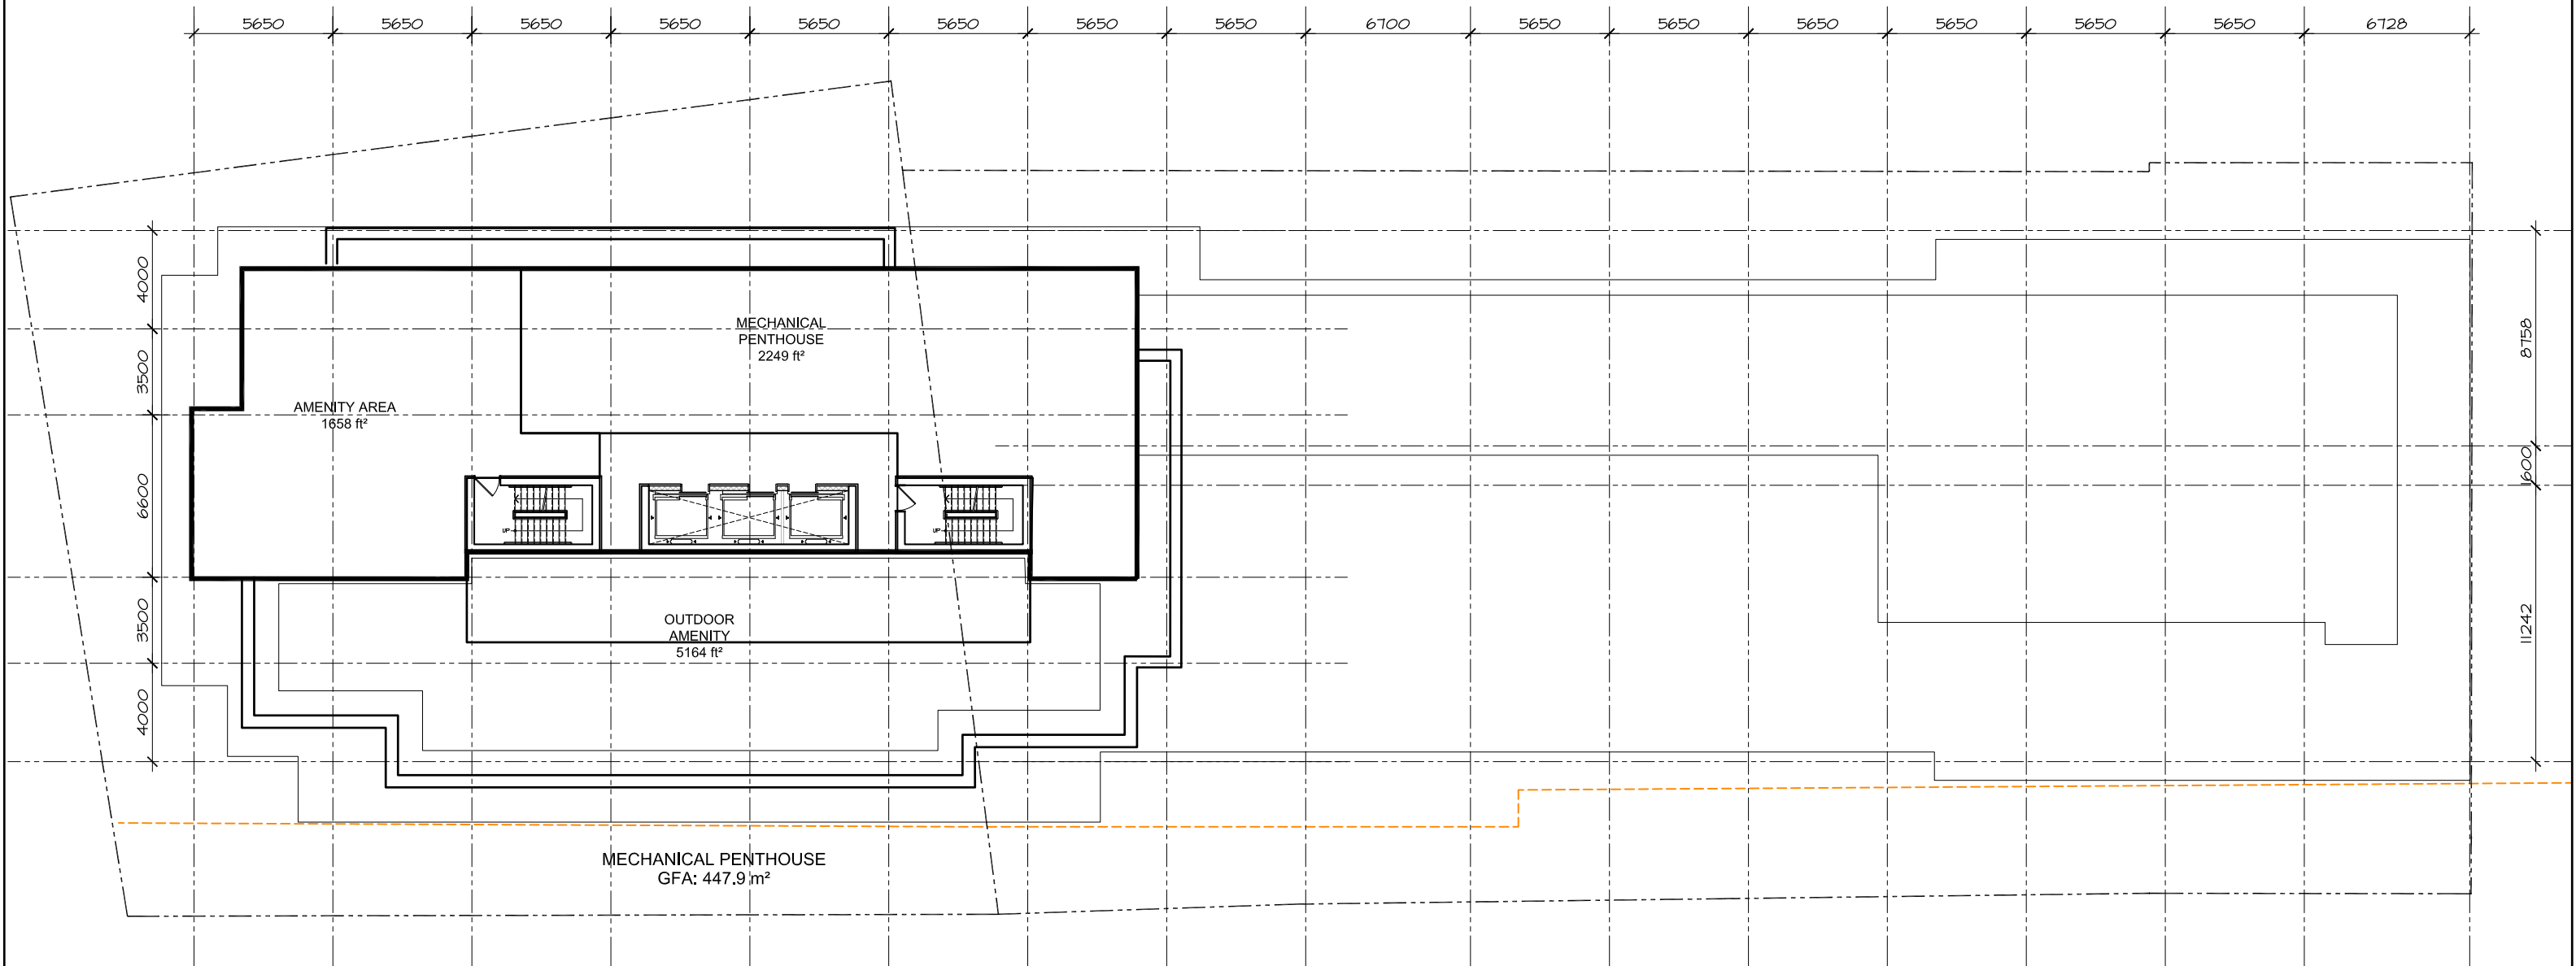 5650 5650 5650 5650 5650 5650 5650 5650 6700 5650 5650 5650 5650 5650 5650 6728
4000
3500
6600
3500
4000
8758
1600
11242
MECHANICAL
PENTHOUSE
2249 ft²
AMENITY AREA
1658 ft²
UP
UP
OUTDOOR
AMENITY
5164 ft²
MECHANICAL PENTHOUSE
GFA: 447.9 m²